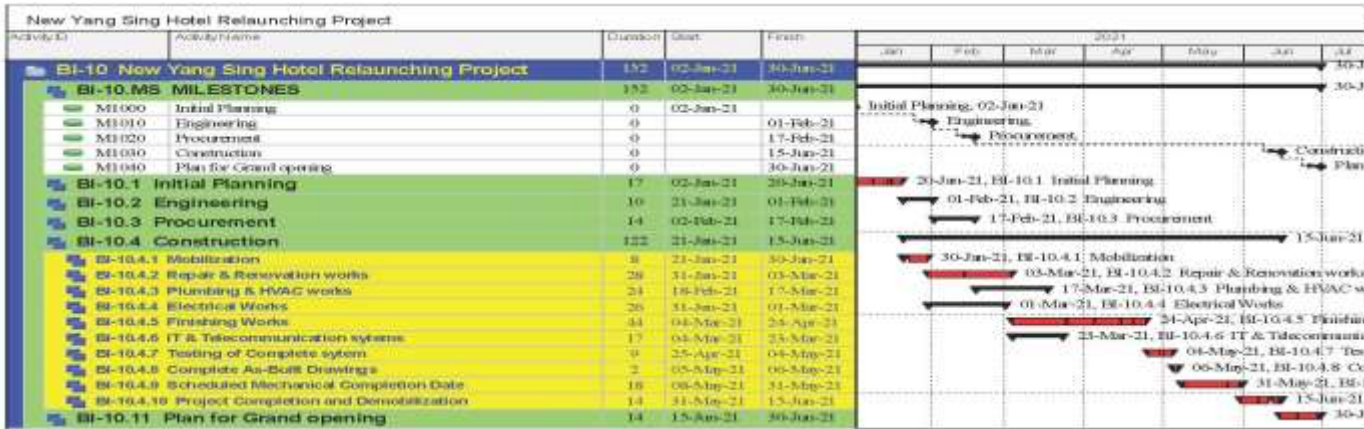 New Yang Sing Hotel Relaunching Project
Activity ID Activity Name Duration Start Finish 2021
Jan Feb Mar Apr May Jun Jul
BI-10 New Yang Sing Hotel Relaunching Project 152 02-Jan-21 30-Jun-21 30-J
BI-10.MS MILESTONES 152 02-Jan-21 30-Jun-21 30-J
M1000 Initial Planning 0 02-Jan-21 Initial Planning, 02-Jan-21
M1010 Engineering 0 01-Feb-21 Engineering,
M1020 Procurement 0 17-Feb-21 Procurement,
M1030 Construction 0 15-Jun-21 Constructi
M1040 Plan for Grand opening 0 30-Jun-21 Plan
BI-10.1 Initial Planning 17 02-Jan-21 20-Jan-21 20-Jan-21, BI-10.1 Initial Planning
BI-10.2 Engineering 10 21-Jan-21 01-Feb-21 01-Feb-21, BI-10.2 Engineering
BI-10.3 Procurement 14 02-Feb-21 17-Feb-21 17-Feb-21, BI-10.3 Procurement
BI-10.4 Construction 122 21-Jan-21 15-Jun-21 15-Jun-21
BI-10.4.1 Mobilization 8 21-Jan-21 30-Jan-21 30-Jan-21, BI-10.4.1 Mobilization
BI-10.4.2 Repair & Renovation works 28 31-Jan-21 03-Mar-21 03-Mar-21, BI-10.4.2 Repair & Renovation works
BI-10.4.3 Plumbing & HVAC works 24 18-Feb-21 17-Mar-21 17-Mar-21, BI-10.4.3 Plumbing & HVAC w
BI-10.4.4 Electrical Works 26 31-Jan-21 01-Mar-21 01-Mar-21, BI-10.4.4 Electrical Works
BI-10.4.5 Finishing Works 44 04-Mar-21 24-Apr-21 24-Apr-21, BI-10.4.5 Finishin
BI-10.4.6 IT & Telecommunication sytems 17 04-Mar-21 23-Mar-21 23-Mar-21, BI-10.4.6 IT & Telecommuni
BI-10.4.7 Testing of Complete sytem 9 25-Apr-21 04-May-21 04-May-21, BI-10.4.7 Tes
BI-10.4.8 Complete As-Built Drawings 2 05-May-21 06-May-21 06-May-21, BI-10.4.8 Co
BI-10.4.9 Scheduled Mechanical Completion Date 18 08-May-21 31-May-21 31-May-21, BI-
BI-10.4.10 Project Completion and Demobilization 14 31-May-21 15-Jun-21 15-Jun-21
BI-10.11 Plan for Grand opening 14 15-Jun-21 30-Jun-21 30-J